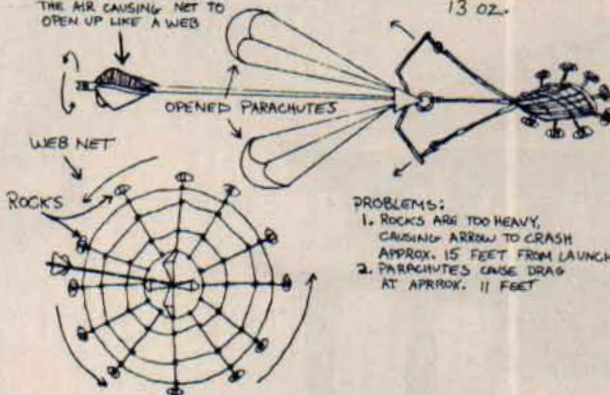 THE AIR CAUSING NET TO
OPEN UP LIKE A WEB
13 OZ.
OPENED PARACHUTES
WEB NET
ROCKS
PROBLEMS:
1. ROCKS ARE TOO HEAVY,
CAUSING ARROW TO CRASH
APPROX. 15 FEET FROM LAUNCH
2. PARACHUTES CAUSE DRAG
AT APRROX. 11 FEET